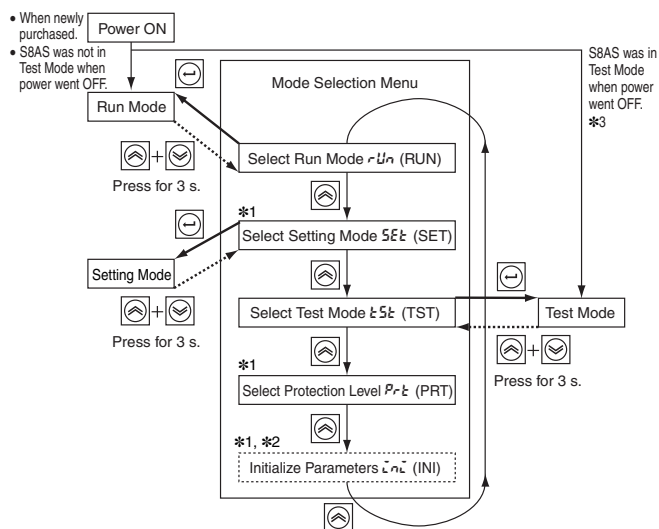 • When newly
purchased.
• S8AS was not in
Test Mode when
power went OFF.
Power ON
S8AS was in
Test Mode
when power
went OFF.
*3
Run Mode
+
Press for 3 s.
Mode Selection Menu
Select Run Mode rUn (RUN)
*1
Select Setting Mode SEt (SET)
Setting Mode
+
Press for 3 s.
Select Test Mode tSt (TST)
Test Mode
+
Press for 3 s.
*1
Select Protection Level Prt (PRT)
*1, *2
Initialize Parameters ini (INI)